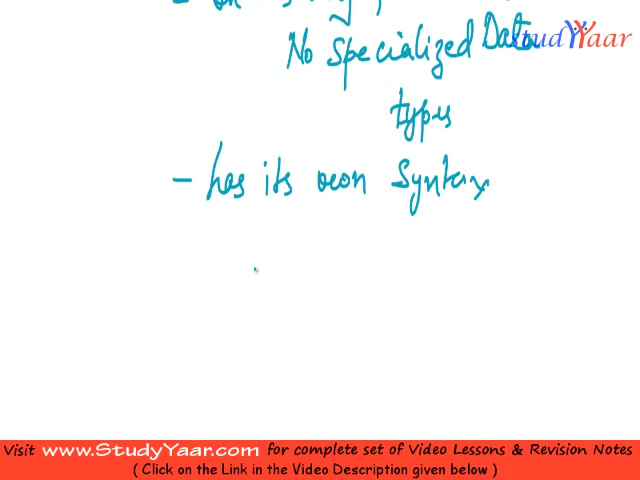 No Specialized Data
studYYaar
types
– has its own Syntax
Visit www.StudyYaar.com for complete set of Video Lessons & Revision Notes
( Click on the Link in the Video Description given below )